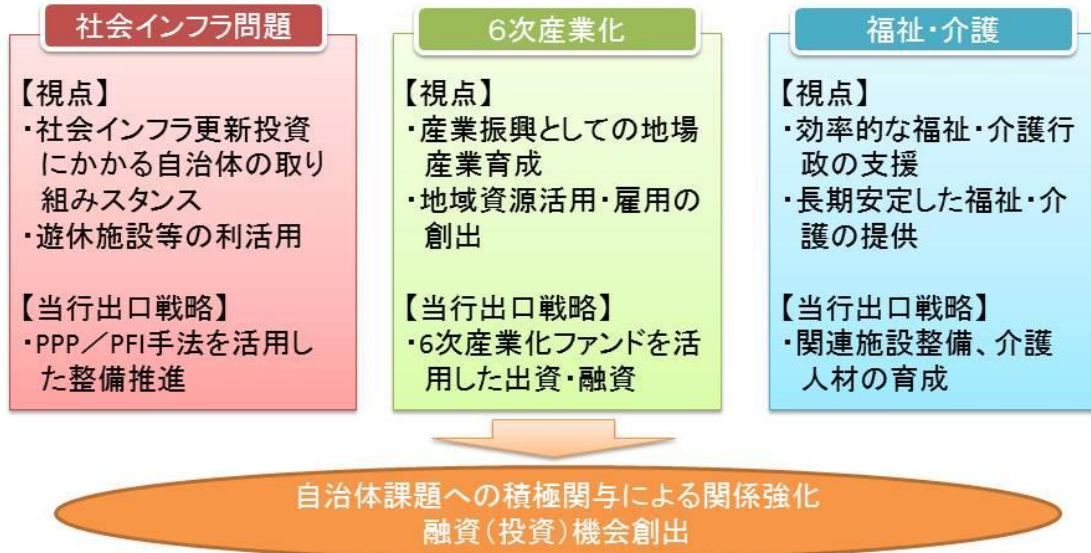 社会インフラ問題
【視点】
・社会インフラ更新投資
にかかる自治体の取り
組みスタンス
・遊休施設等の利活用
【当行出口戦略】
・PPP／PFI手法を活用し
た整備推進
６次産業化
【視点】
・産業振興としての地場
産業育成
・地域資源活用・雇用の
創出
【当行出口戦略】
・6次産業化ファンドを活
用した出資・融資
福祉・介護
【視点】
・効率的な福祉・介護行
政の支援
・長期安定した福祉・介
護の提供
【当行出口戦略】
・関連施設整備、介護
人材の育成
自治体課題への積極関与による関係強化
融資（投資）機会創出